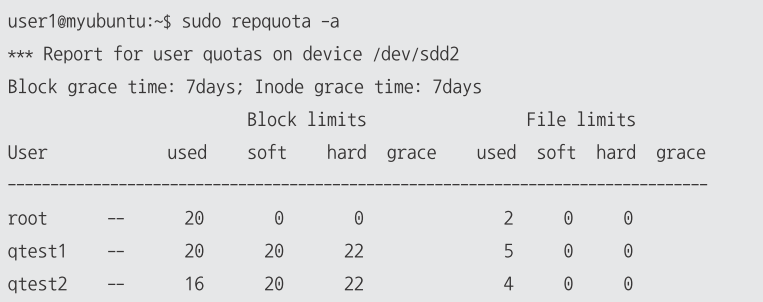 user1@myubuntu:~$ sudo repquota -a
*** Report for user quotas on device /dev/sdd2
Block grace time: 7days; Inode grace time: 7days
Block limits File limits
User used soft hard grace used soft hard grace
----------------------------------------------------------------------
root -- 20 0 0 2 0 0
qtest1 -- 20 20 22 5 0 0
qtest2 -- 16 20 22 4 0 0